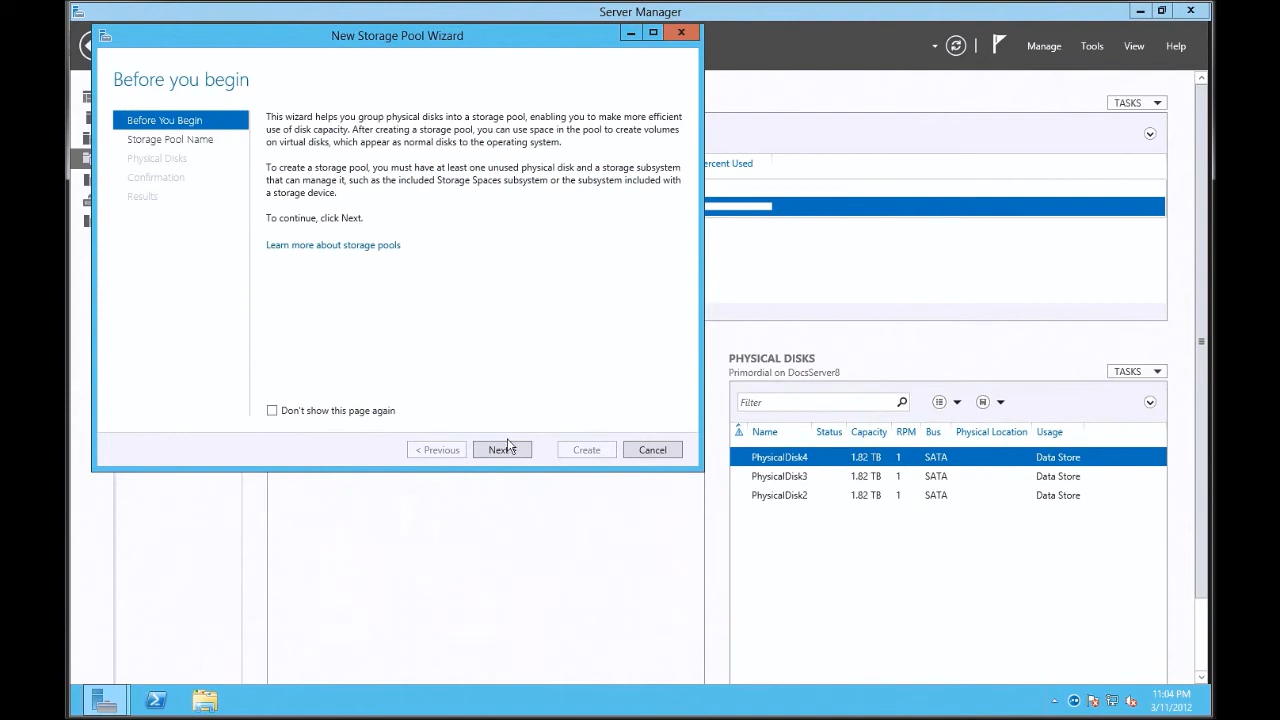 Server Manager
New Storage Pool Wizard
Manage
Tools
View
Help
Before you begin
Before You Begin
Storage Pool Name
Physical Disks
Confirmation
Results
This wizard helps you group physical disks into a storage pool, enabling you to make more efficient
use of disk capacity. After creating a storage pool, you can use space in the pool to create volumes
on virtual disks, which appear as normal disks to the operating system.
To create a storage pool, you must have at least one unused physical disk and a storage subsystem
that can manage it, such as the included Storage Spaces subsystem or the subsystem included with
a storage device.
To continue, click Next.
Learn more about storage pools
Don't show this page again
< Previous
Next
Create
Cancel
TASKS
ercent Used
PHYSICAL DISKS
Primordial on DocsServer8
TASKS
Filter
Name Status Capacity RPM Bus Physical Location Usage
PhysicalDisk4 1.82 TB 1 SATA Data Store
PhysicalDisk3 1.82 TB 1 SATA Data Store
PhysicalDisk2 1.82 TB 1 SATA Data Store
11:04 PM
3/11/2012